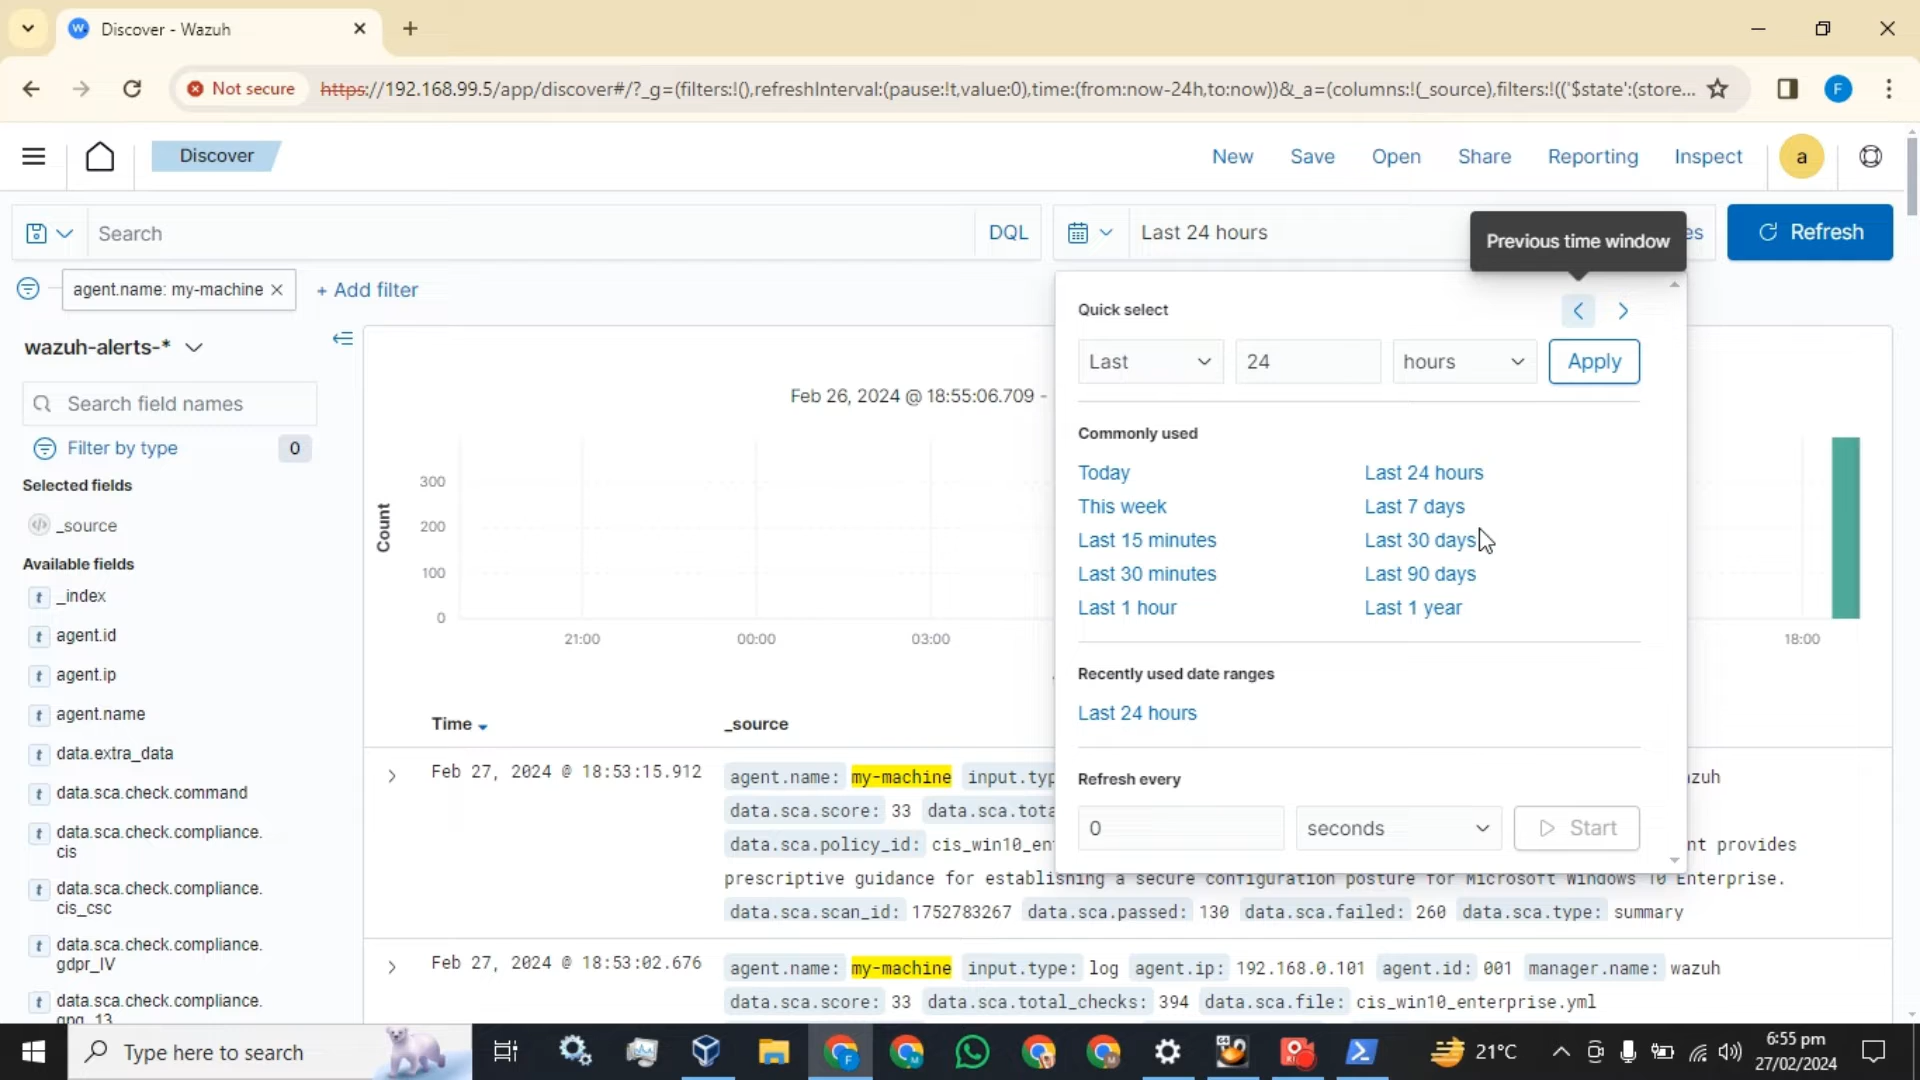 Discover - Wazuh
Not secure
https://192.168.99.5/app/discover#/?_g=(filters:!(),refreshInterval:(pause:!t,value:0),time:(from:now-24h,to:now))&_a=(columns:!(_source),filters:!(('$state':(store...
F
Discover
New Save Open Share Reporting Inspect a
Search DQL Last 24 hours
Previous time window
Refresh
agent.name: my-machine
+ Add filter
Quick select
wazuh-alerts-*
Last 24 hours Apply
Search field names
Feb 26, 2024 @ 18:55:06.709 -
Commonly used
Filter by type 0
Today Last 24 hours
Selected fields
300
This week Last 7 days
_source
Count
200
Last 15 minutes Last 30 days
Available fields
100
Last 30 minutes Last 90 days
_index
0
Last 1 hour Last 1 year
agent.id
21:00 00:00 03:00 18:00
agent.ip
Recently used date ranges
agent.name
Last 24 hours
Time _source
data.extra_data
Refresh every
Feb 27, 2024 @ 18:53:15.912 agent.name: my-machine input.typ
data.sca.check.command
data.sca.score: 33 data.sca.tota
0 seconds Start
data.sca.check.compliance.
cis
data.sca.policy_id: cis_win10_en nt provides
prescriptive guidance for establishing a secure configuration posture for Microsoft Windows 10 Enterprise.
data.sca.check.compliance.
cis_csc
data.sca.scan_id: 1752783267 data.sca.passed: 130 data.sca.failed: 260 data.sca.type: summary
data.sca.check.compliance.
gdpr_IV
Feb 27, 2024 @ 18:53:02.676 agent.name: my-machine input.type: log agent.ip: 192.168.0.101 agent.id: 001 manager.name: wazuh
data.sca.check.compliance.
gpg_13
data.sca.score: 33 data.sca.total_checks: 394 data.sca.file: cis_win10_enterprise.yml
Type here to search
21°C
6:55 pm
27/02/2024